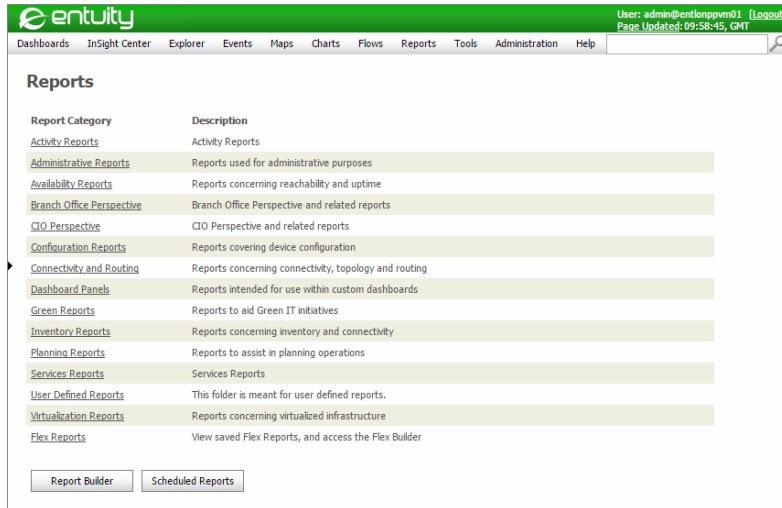 entuity
User: admin@entlonppvm01 [Logout
Page Updated: 09:58:45, GMT
Dashboards InSight Center Explorer Events Maps Charts Flows Reports Tools Administration Help
Reports
Report Category Description
Activity Reports Activity Reports
Administrative Reports Reports used for administrative purposes
Availability Reports Reports concerning reachability and uptime
Branch Office Perspective Branch Office Perspective and related reports
CIO Perspective CIO Perspective and related reports
Configuration Reports Reports covering device configuration
Connectivity and Routing Reports concerning connectivity, topology and routing
Dashboard Panels Reports intended for use within custom dashboards
Green Reports Reports to aid Green IT initiatives
Inventory Reports Reports concerning inventory and connectivity
Planning Reports Reports to assist in planning operations
Services Reports Services Reports
User Defined Reports This folder is meant for user defined reports.
Virtualization Reports Reports concerning virtualized infrastructure
Flex Reports View saved Flex Reports, and access the Flex Builder
Report Builder Scheduled Reports